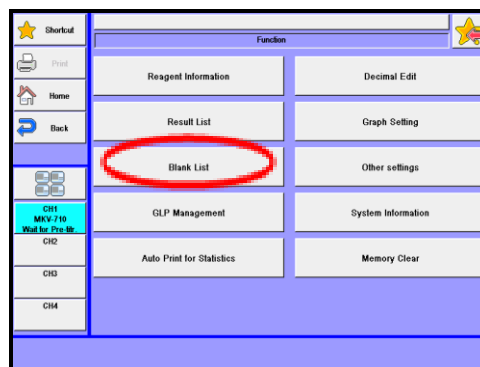 Shortcut
Print
Home
Back
CH1
MKV-710
Wait for Pre-titr.
CH2
CH3
CH4
Function
Reagent Information
Decimal Edit
Result List
Graph Setting
Blank List
Other settings
GLP Management
System Information
Auto Print for Statistics
Memory Clear